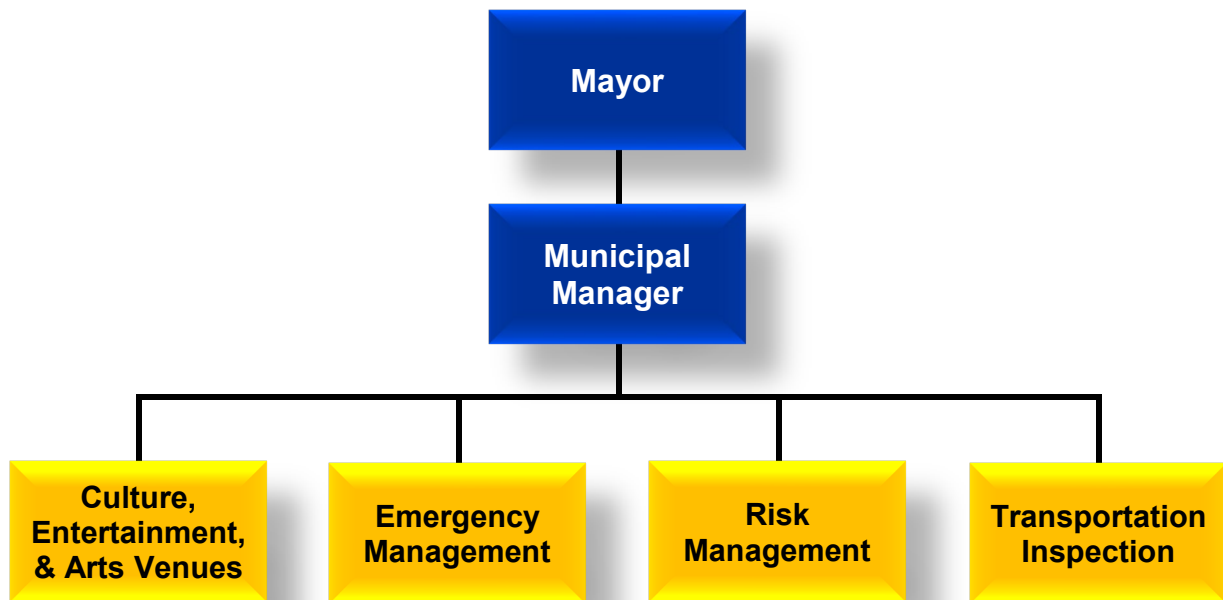 Mayor
Municipal
Manager
Culture,
Entertainment,
& Arts Venues
Emergency
Management
Risk
Management
Transportation
Inspection